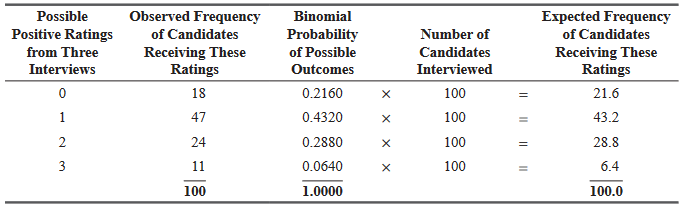 Possible Observed Frequency Binomial Expected Frequency
Positive Ratings of Candidates Probability Number of of Candidates
from Three Receiving These of Possible Candidates Receiving These
Interviews Ratings Outcomes Interviewed Ratings
0 18 0.2160 × 100 = 21.6
1 47 0.4320 × 100 = 43.2
2 24 0.2880 × 100 = 28.8
3 11 0.0640 × 100 = 6.4
100 1.0000 100.0